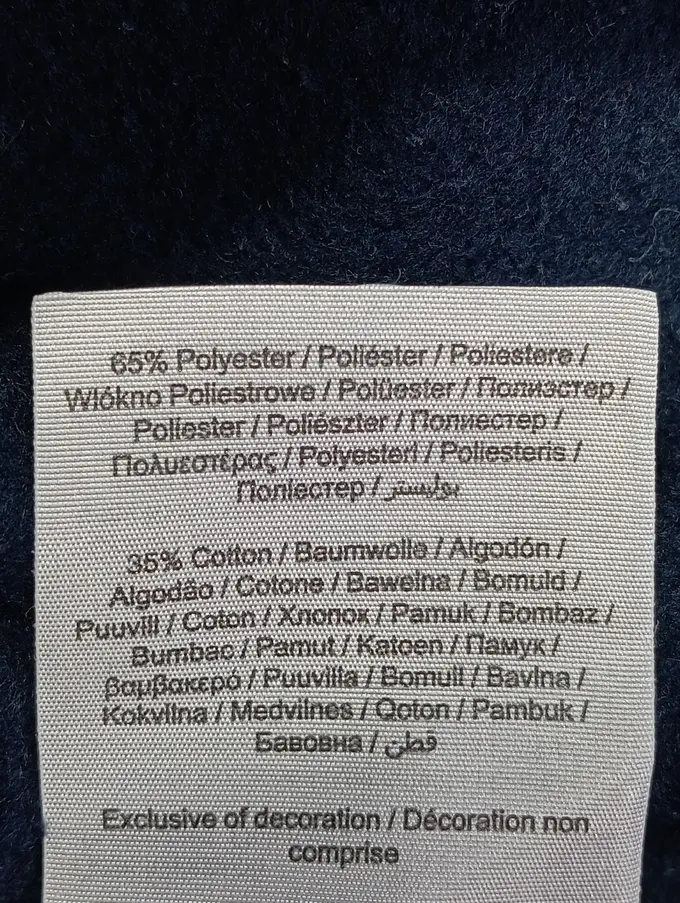 65% Polyester / Poliéster / Poliestere /
Włókno Poliestrowe / Polüester / Полиэстер /
Poliester / Poliészter / Полиестер /
Πολυεστέρας / Polyesteri / Poliesteris /
Поліестер / بوليستر
35% Cotton / Baumwolle / Algodón /
Algodão / Cotone / Bawełna / Bomuld /
Puuvill / Coton / Хлопок / Pamuk / Bombaz /
Bumbac / Pamut / Katoen / Памук /
βαμβακερό / Puuvilla / Bomull / Bavlna /
Kokvilna / Medvilnės / Qoton / Pambuk /
Бавовна / قطن
Exclusive of decoration / Décoration non
comprise